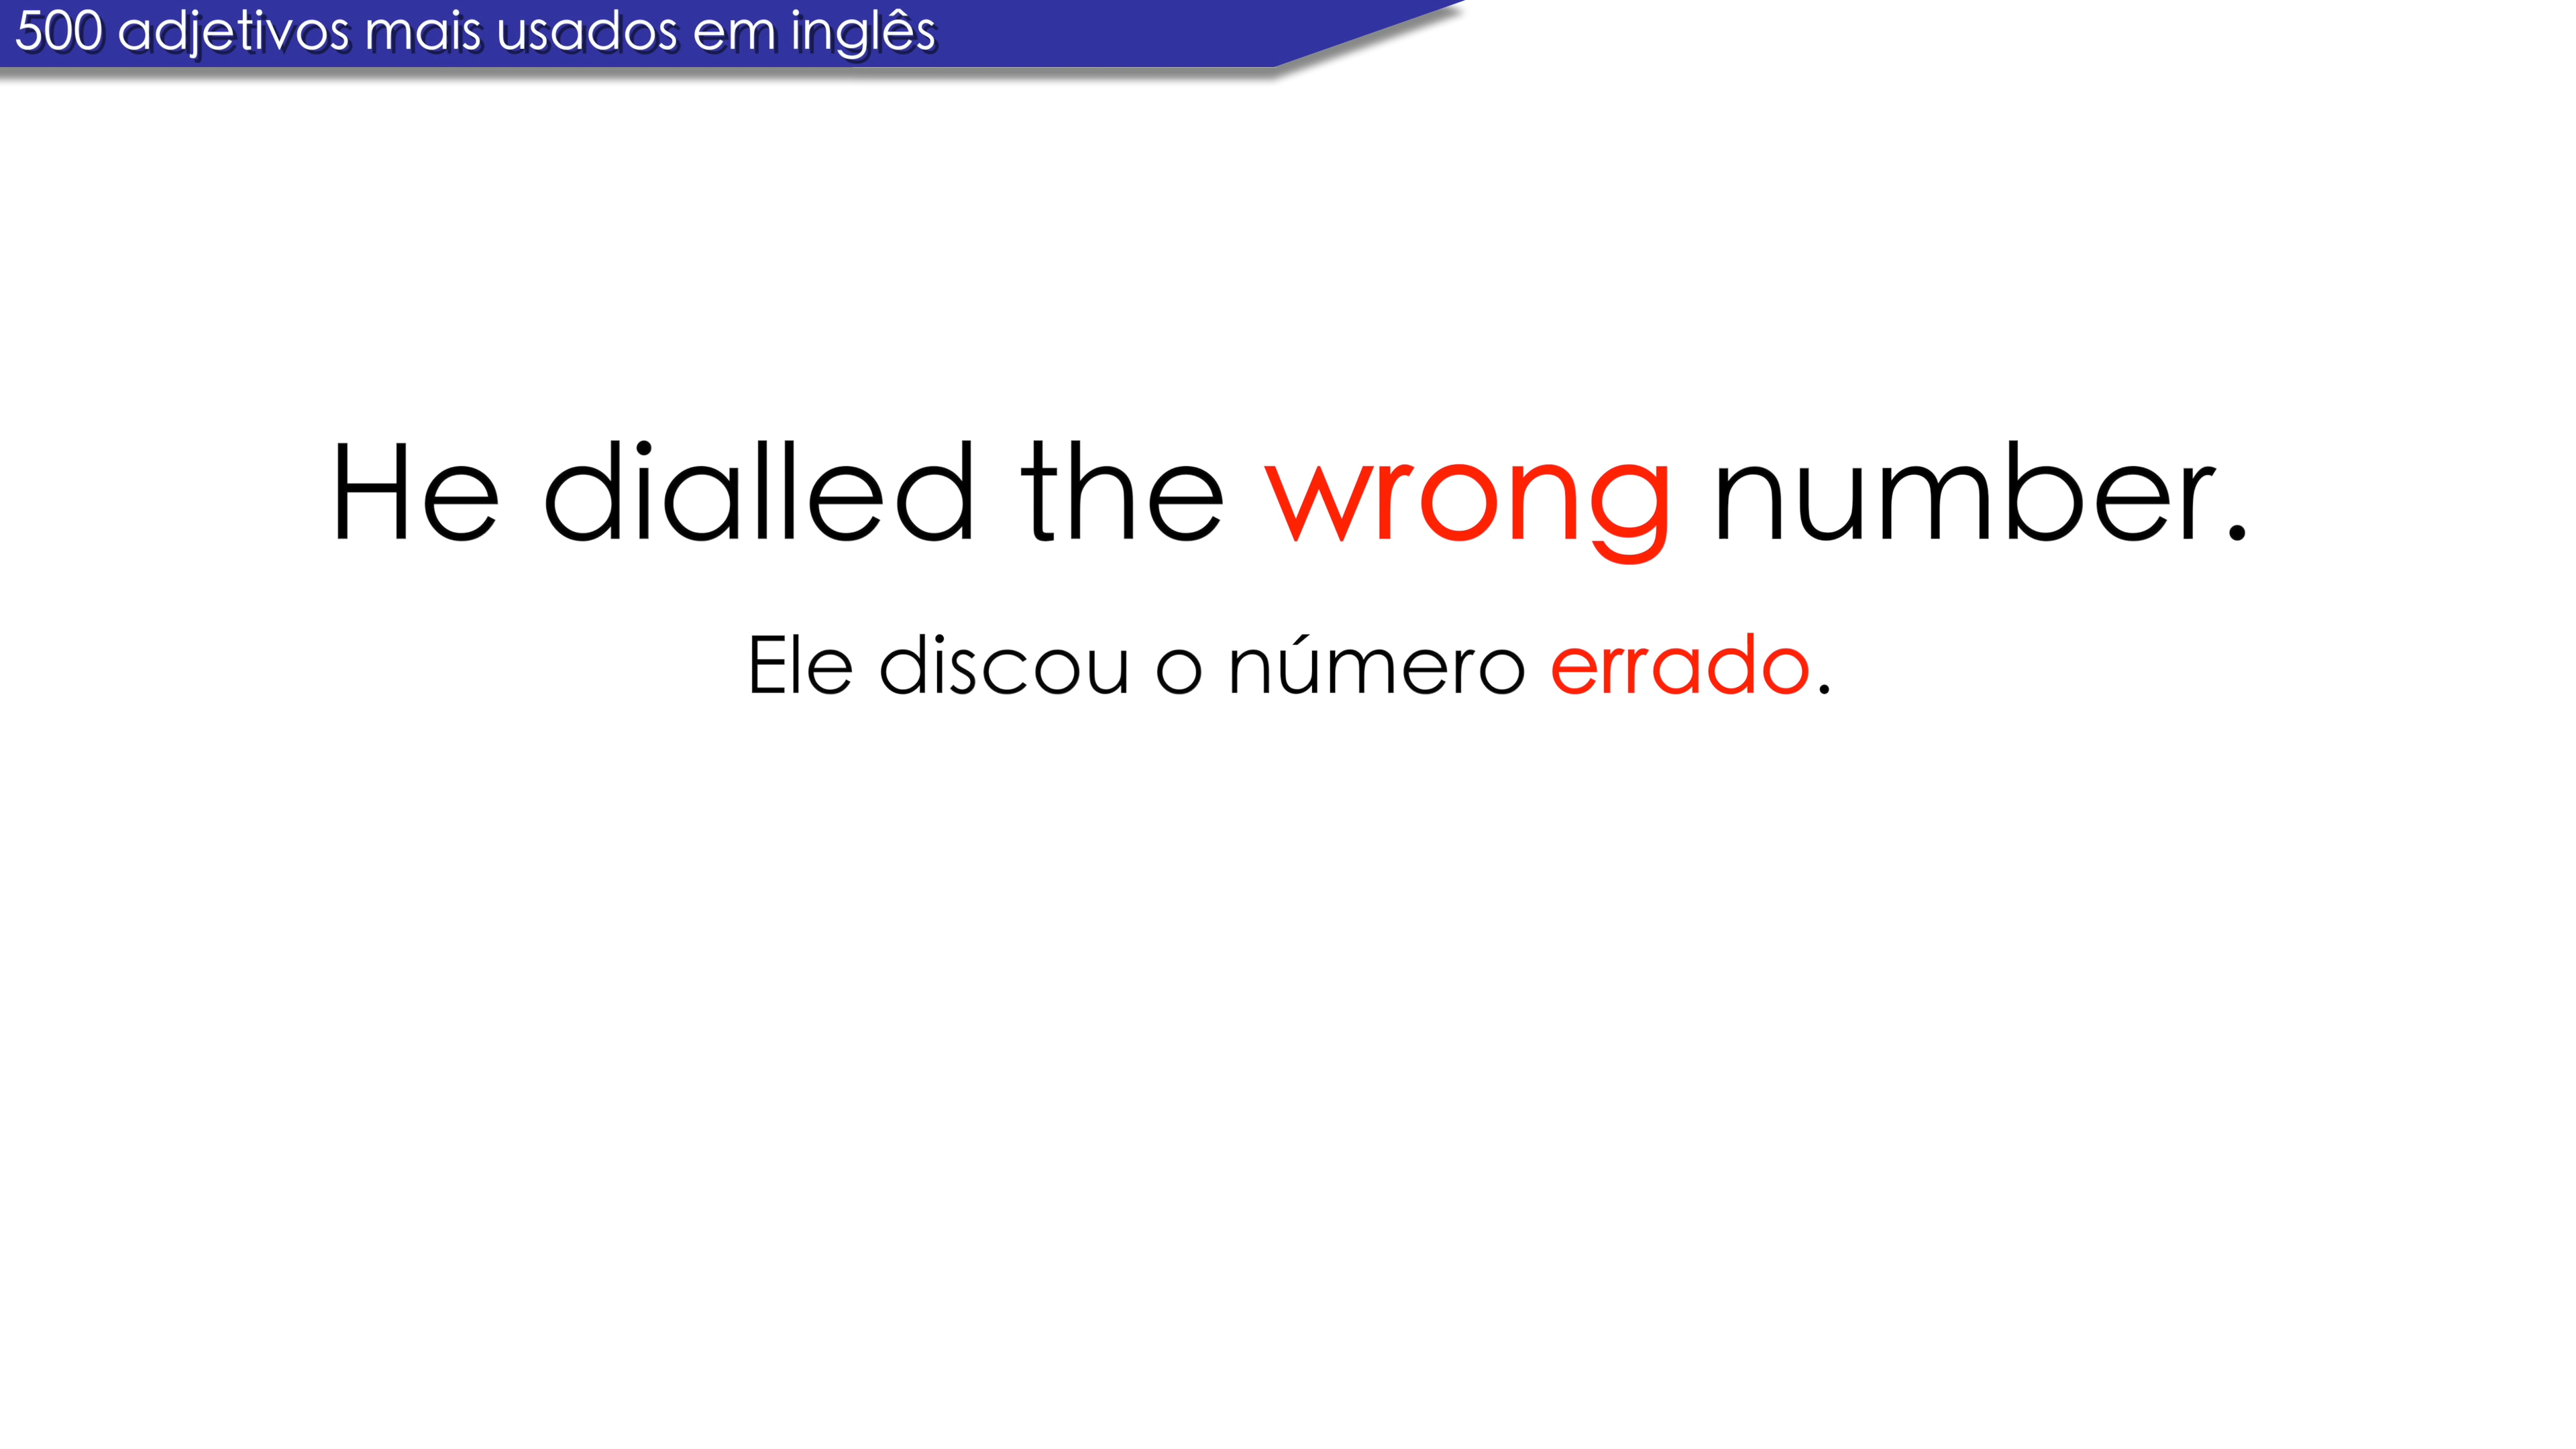 500 adjetivos mais usados em inglês
He dialled the wrong number.
Ele discou o número errado.